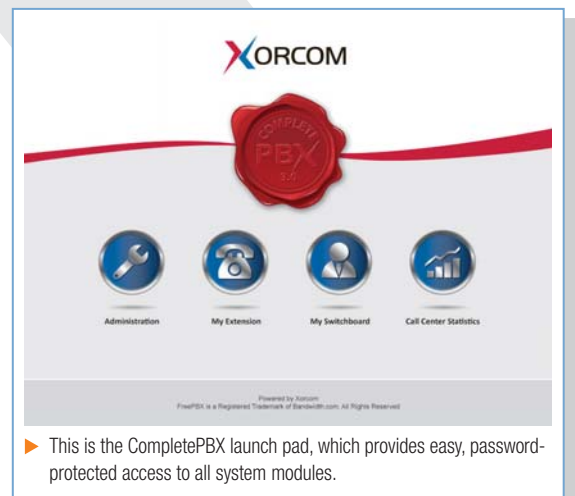 XORCOM
COMPLETE
PBX
3.0
Administration
My Extension
My Switchboard
Call Center Statistics
Powered by Xorcom
FreePBX is a Registered Trademark of Bandwidth.com, All Rights Reserved
This is the CompletePBX launch pad, which provides easy, password-
protected access to all system modules.